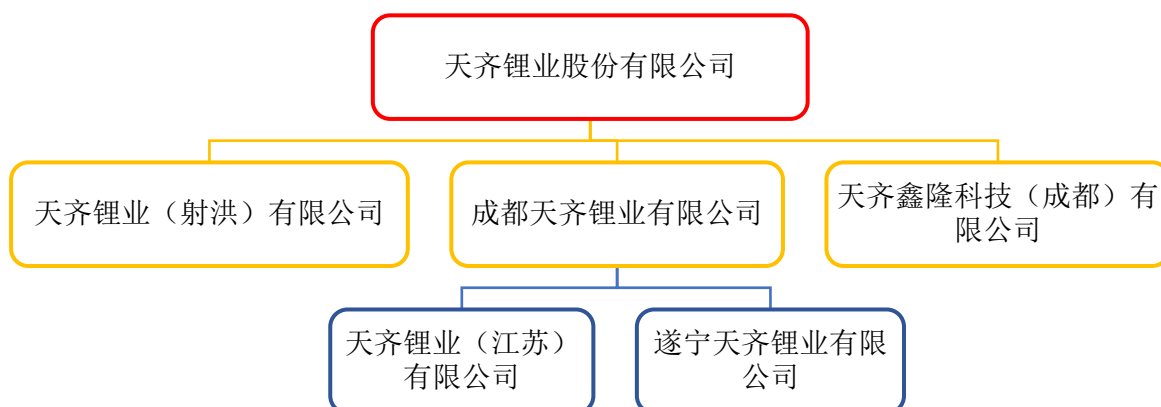 天齐锂业股份有限公司
天齐锂业（射洪）有限公司
成都天齐锂业有限公司
天齐鑫隆科技（成都）有
限公司
天齐锂业（江苏）
有限公司
遂宁天齐锂业有限
公司